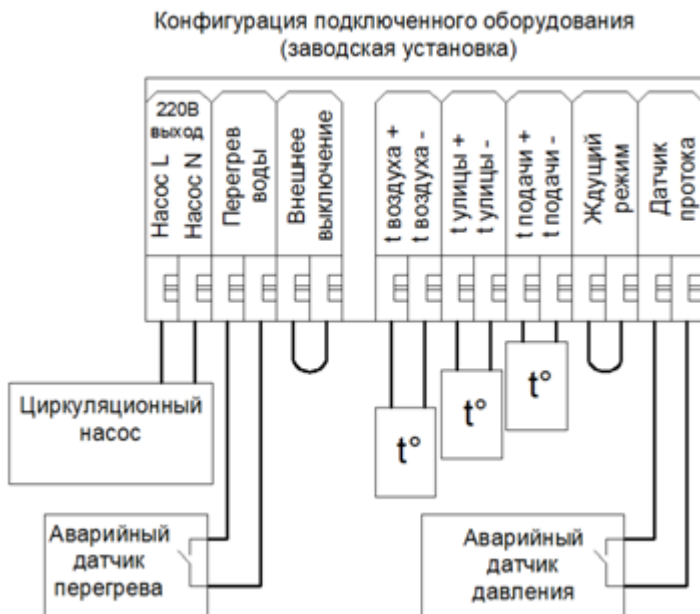 Конфигурация подключенного оборудования
(заводская установка)
220В
выход
Насос L
Насос N
Перегрев
воды
Внешнее
выключение
t воздуха +
t воздуха -
t улицы +
t улицы -
t подачи +
t подачи -
Ждущий
режим
Датчик
протока
Циркуляционный
насос
t°
t°
t°
Аварийный
датчик
перегрева
Аварийный
датчик
давления